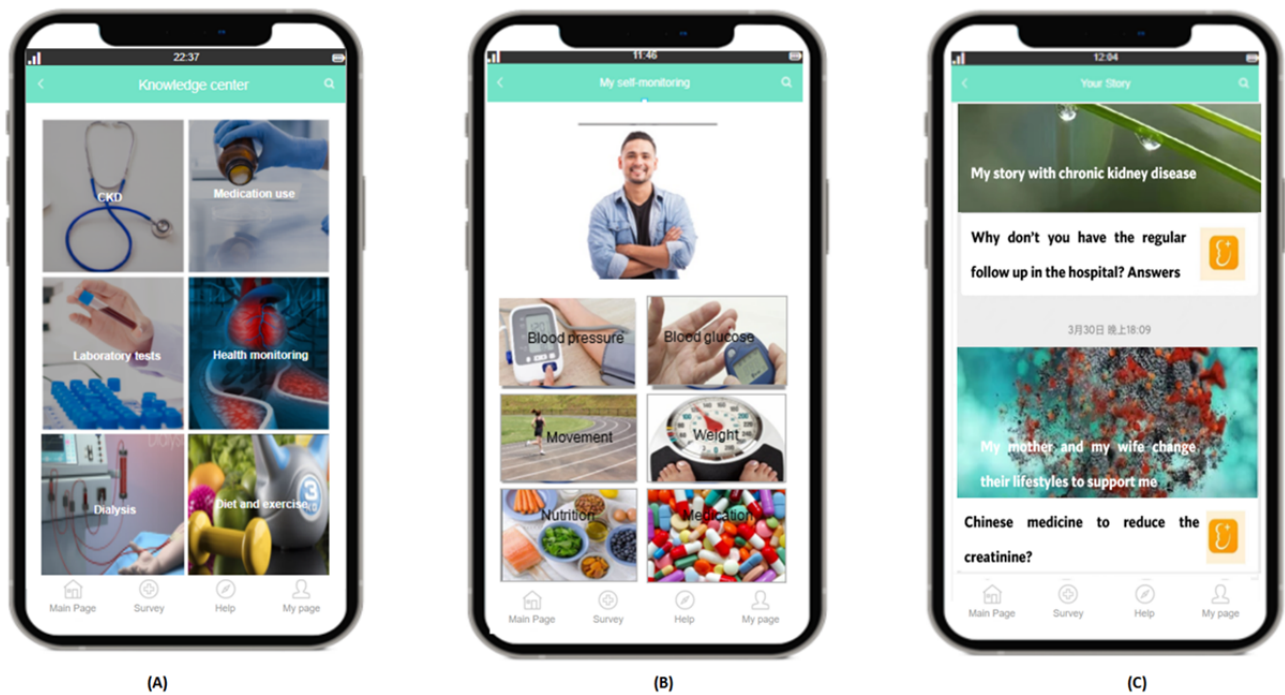 22:37
Knowledge center
CKD
Medication use
Laboratory tests
Health monitoring
Dialysis
Diet and exercise
3
Main Page
Survey
Help
My page
(A)
11:46
My self-monitoring
Blood pressure
Blood glucose
Movement
Weight
Nutrition
Medication
Main Page
Survey
Help
My page
(B)
12:04
Your Story
My story with chronic kidney disease
Why don't you have the regular
follow up in the hospital? Answers
3月30日 晚上18:09
My mother and my wife change
their lifestyles to support me
Chinese medicine to reduce the
creatinine?
Main Page
Survey
Help
My page
(C)